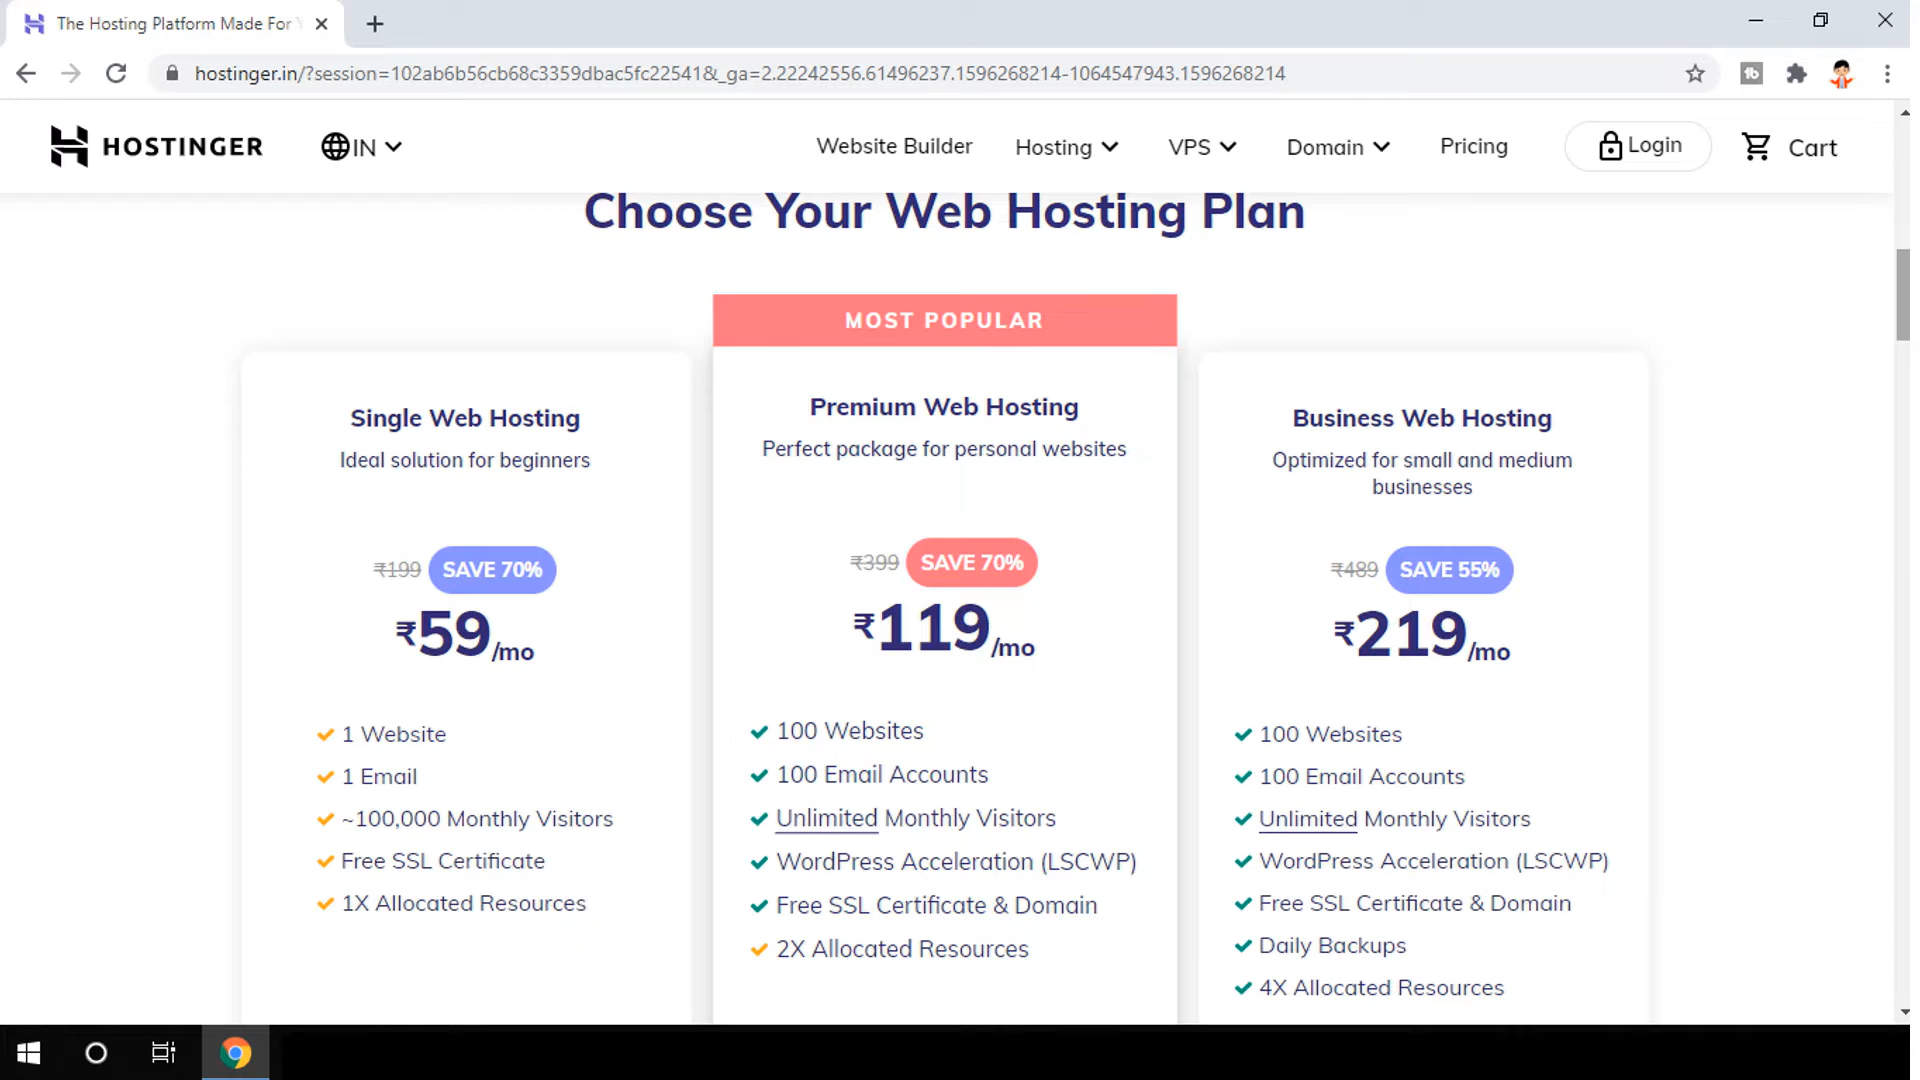 The Hosting Platform Made For
hostinger.in/?session=102ab6b56cb68c3359dbac5fc22541&_ga=2.22242556.61496237.1596268214-1064547943.1596268214
HOSTINGER
IN
Website Builder
Hosting
VPS
Domain
Pricing
Login
Cart
Choose Your Web Hosting Plan
MOST POPULAR
Single Web Hosting
Ideal solution for beginners
₹199 SAVE 70%
₹59/mo
1 Website
1 Email
~100,000 Monthly Visitors
Free SSL Certificate
1X Allocated Resources
Premium Web Hosting
Perfect package for personal websites
₹399 SAVE 70%
₹119/mo
100 Websites
100 Email Accounts
Unlimited Monthly Visitors
WordPress Acceleration (LSCWP)
Free SSL Certificate & Domain
2X Allocated Resources
Business Web Hosting
Optimized for small and medium
businesses
₹489 SAVE 55%
₹219/mo
100 Websites
100 Email Accounts
Unlimited Monthly Visitors
WordPress Acceleration (LSCWP)
Free SSL Certificate & Domain
Daily Backups
4X Allocated Resources